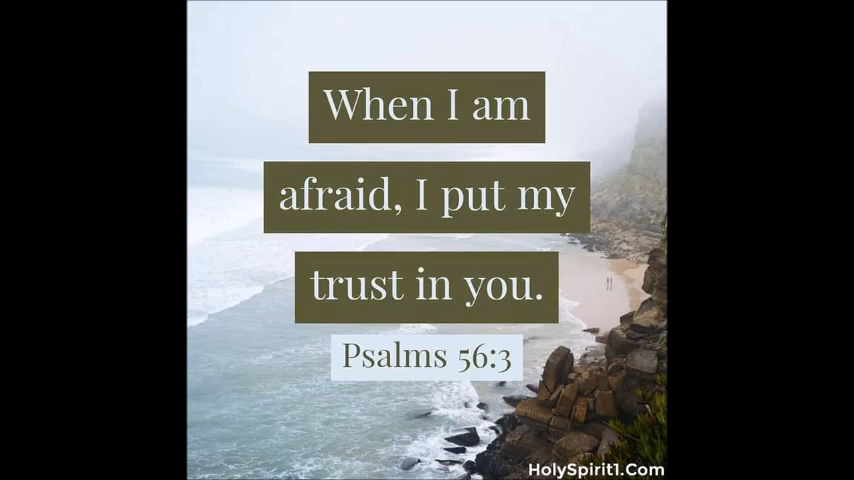 When I am
afraid, I put my
trust in you.
Psalms 56:3
HolySpirit1.Com